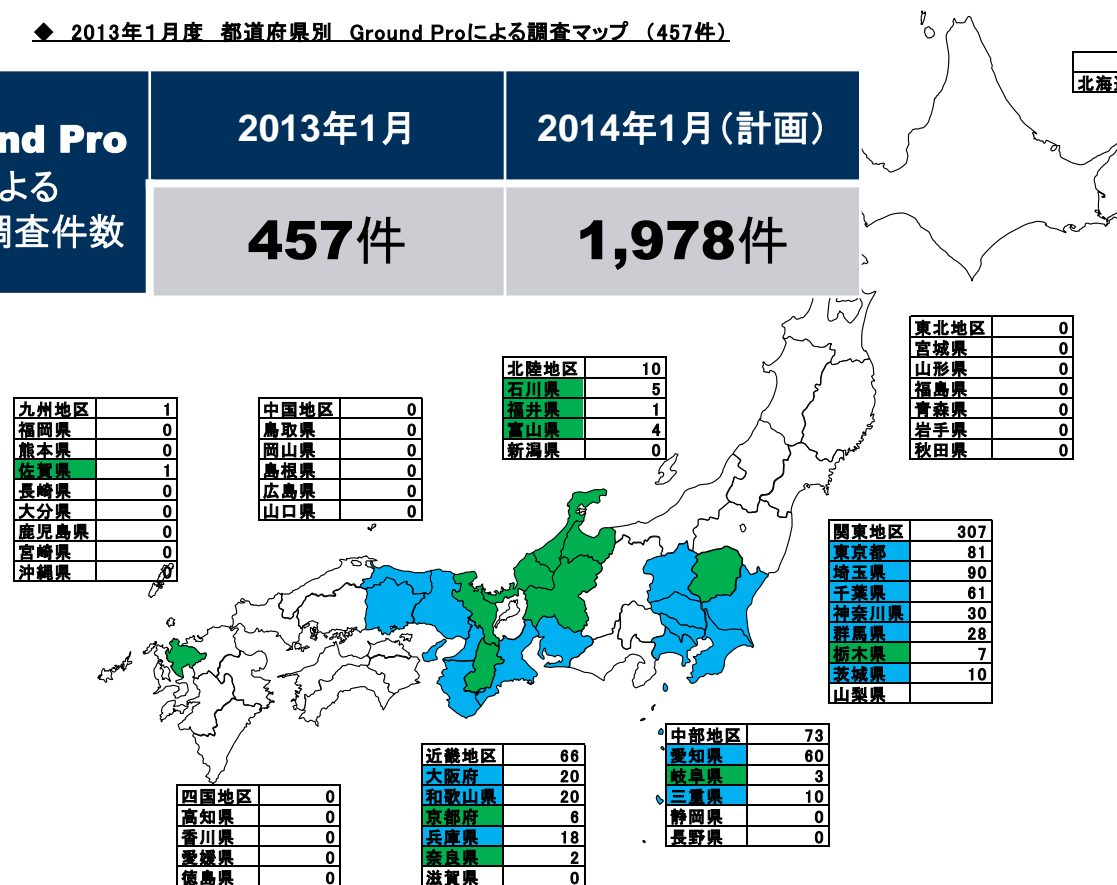 ◆ 2013年1月度 都道府県別 Ground Proによる調査マップ (457件)
nd Pro
よる
調査件数
2013年1月
2014年1月(計画)
457件
1,978件
北海
東北地区 0
宮城県 0
山形県 0
福島県 0
青森県 0
岩手県 0
秋田県 0
北陸地区 10
石川県 5
福井県 1
富山県 4
新潟県 0
九州地区 1
福岡県 0
熊本県 0
佐賀県 1
長崎県 0
大分県 0
鹿児島県 0
宮崎県 0
沖縄県 0
中国地区 0
鳥取県 0
岡山県 0
島根県 0
広島県 0
山口県 0
関東地区 307
東京都 81
埼玉県 90
千葉県 61
神奈川県 30
群馬県 28
栃木県 7
茨城県 10
山梨県
中部地区 73
愛知県 60
岐阜県 3
三重県 10
静岡県 0
長野県 0
近畿地区 66
大阪府 20
和歌山県 20
京都府 6
兵庫県 18
奈良県 2
滋賀県 0
四国地区 0
高知県 0
香川県 0
愛媛県 0
徳島県 0